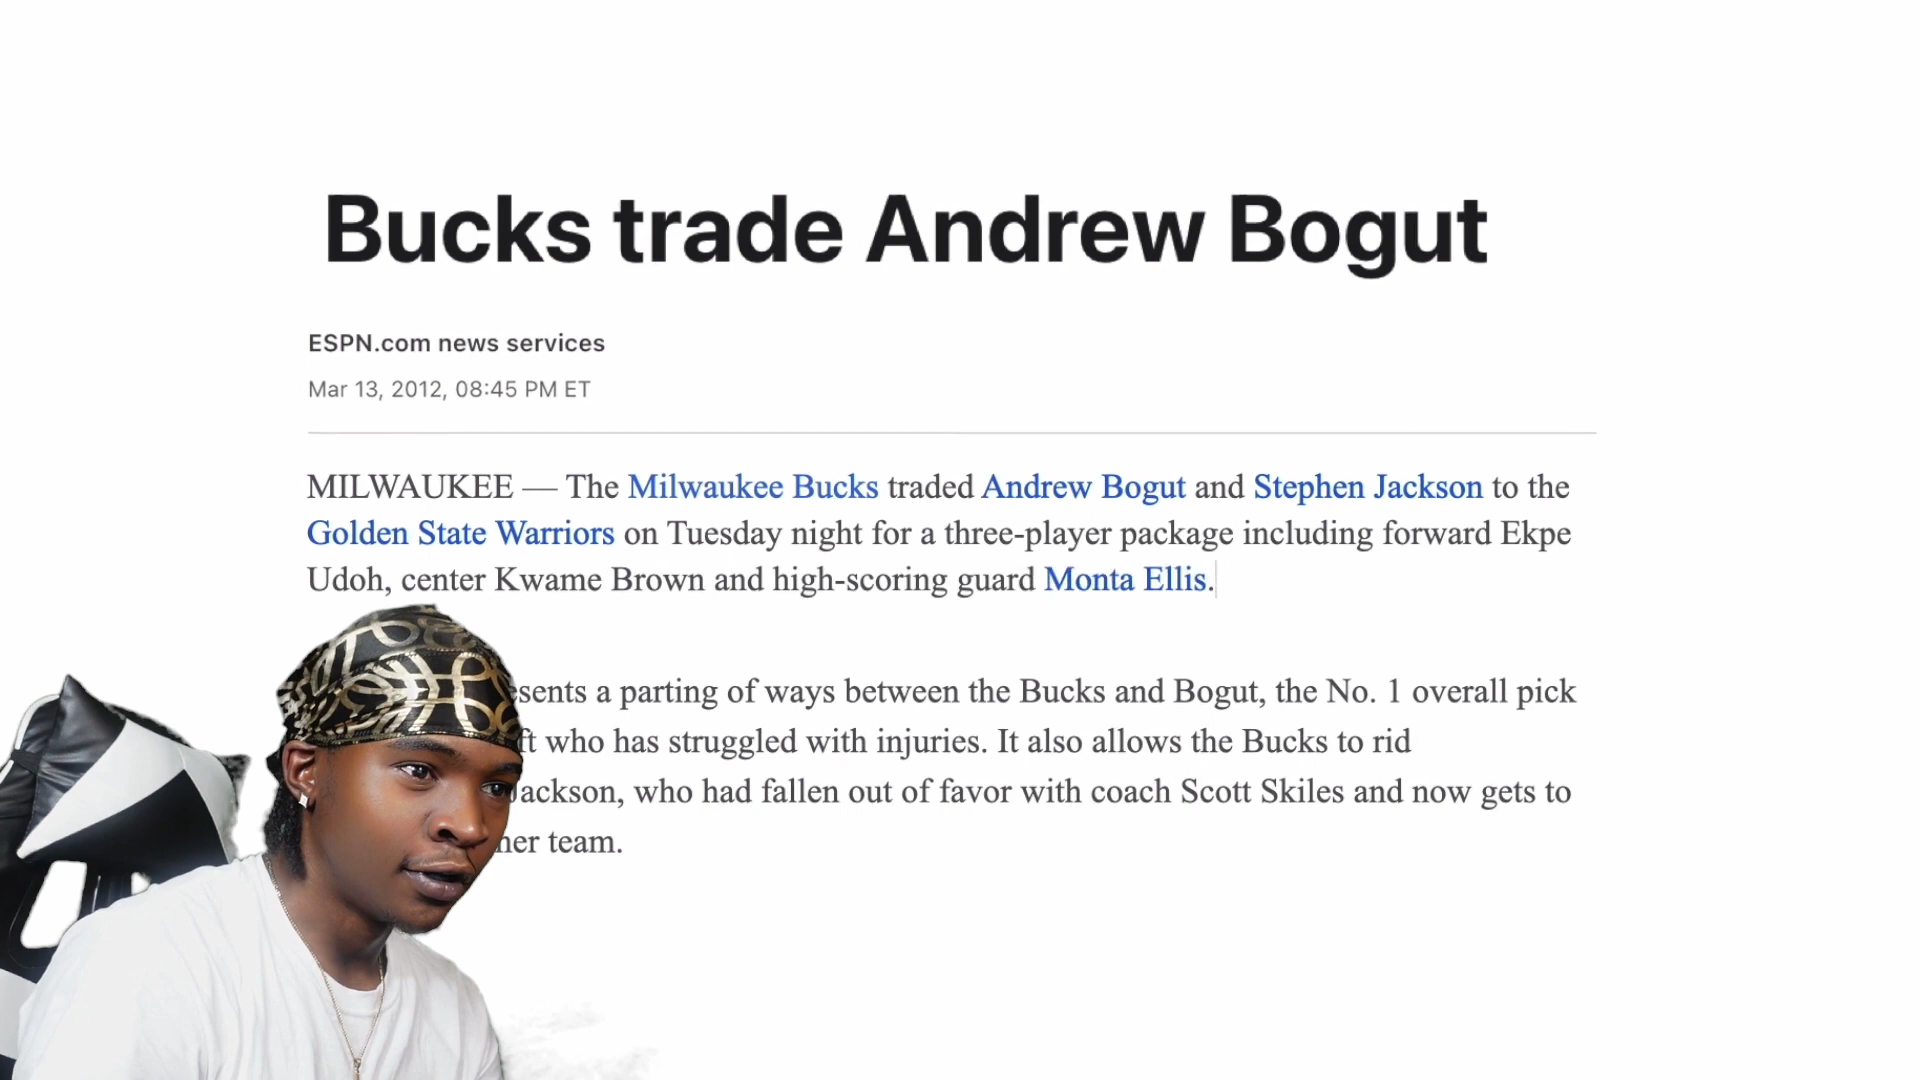 Bucks trade Andrew Bogut
ESPN.com news services
Mar 13, 2012, 08:45 PM ET
MILWAUKEE — The Milwaukee Bucks traded Andrew Bogut and Stephen Jackson to the
Golden State Warriors on Tuesday night for a three-player package including forward Ekpe
Udoh, center Kwame Brown and high-scoring guard Monta Ellis.
a parting of ways between the Bucks and Bogut, the No. 1 overall pick
who has struggled with injuries. It also allows the Bucks to rid
Jackson, who had fallen out of favor with coach Scott Skiles and now gets to
team.